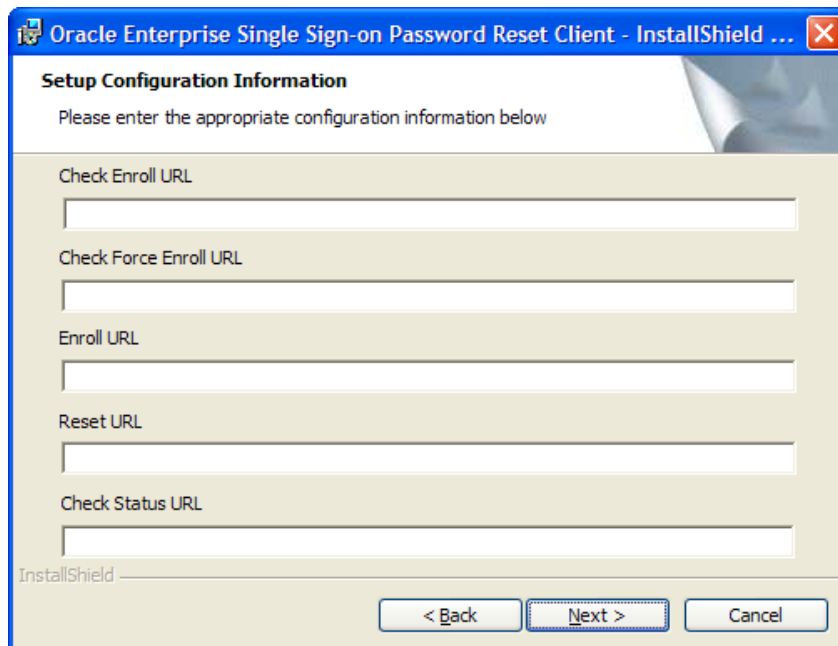 Oracle Enterprise Single Sign-on Password Reset Client - InstallShield ...
Setup Configuration Information
Please enter the appropriate configuration information below
Check Enroll URL
Check Force Enroll URL
Enroll URL
Reset URL
Check Status URL
InstallShield
< Back
Next >
Cancel